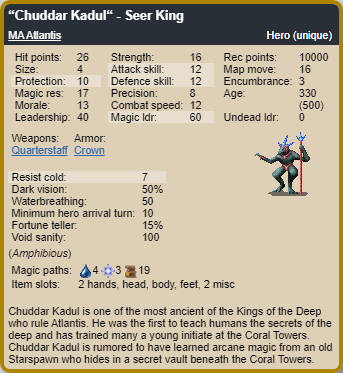 “Chuddar Kadul“ - Seer King
MA Atlantis Hero (unique)
Hit points: 26 Strength: 16 Rec points: 10000
Size: 4 Attack skill: 12 Map move: 16
Protection: 10 Defence skill: 12 Encumbrance: 3
Magic res: 17 Precision: 8 Age: 330
Morale: 13 Combat speed: 12 (500)
Leadership: 40 Magic ldr: 60 Undead ldr: 0
Weapons: Armor:
Quarterstaff Crown
Resist cold: 7
Dark vision: 50%
Waterbreathing: 50
Minimum hero arrival turn: 10
Fortune teller: 15%
Void sanity: 100
(Amphibious)
Magic paths: 4 3 19
Item slots: 2 hands, head, body, feet, 2 misc
Chuddar Kadul is one of the most ancient of the Kings of the Deep
who rule Atlantis. He was the first to teach humans the secrets of the
deep and has trained many a young initiate at the Coral Towers.
Chuddar Kadul is rumored to have learned arcane magic from an old
Starspawn who hides in a secret vault beneath the Coral Towers.